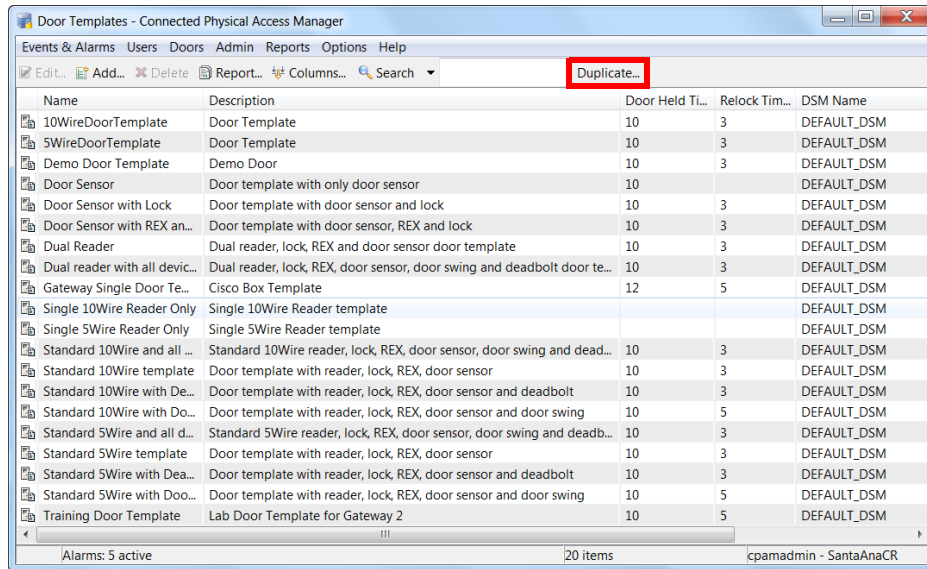 Door Templates - Connected Physical Access Manager
Events & Alarms Users Doors Admin Reports Options Help
Edit... Add... Delete Report... Columns... Search Duplicate...
Name Description Door Held Ti... Relock Tim... DSM Name
10WireDoorTemplate Door Template 10 3 DEFAULT_DSM
5WireDoorTemplate Door Template 10 3 DEFAULT_DSM
Demo Door Template Demo Door 10 3 DEFAULT_DSM
Door Sensor Door template with only door sensor 10 DEFAULT_DSM
Door Sensor with Lock Door template with door sensor and lock 10 3 DEFAULT_DSM
Door Sensor with REX an... Door template with door sensor, REX and lock 10 3 DEFAULT_DSM
Dual Reader Dual reader, lock, REX and door sensor door template 10 3 DEFAULT_DSM
Dual reader with all devic... Dual reader, lock, REX, door sensor, door swing and deadbolt door te... 10 3 DEFAULT_DSM
Gateway Single Door Te... Cisco Box Template 12 5 DEFAULT_DSM
Single 10Wire Reader Only Single 10Wire Reader template DEFAULT_DSM
Single 5Wire Reader Only Single 5Wire Reader template DEFAULT_DSM
Standard 10Wire and all ... Standard 10Wire reader, lock, REX, door sensor, door swing and dead... 10 3 DEFAULT_DSM
Standard 10Wire template Door template with reader, lock, REX, door sensor 10 3 DEFAULT_DSM
Standard 10Wire with De... Door template with reader, lock, REX, door sensor and deadbolt 10 3 DEFAULT_DSM
Standard 10Wire with Do... Door template with reader, lock, REX, door sensor and door swing 10 5 DEFAULT_DSM
Standard 5Wire and all d... Standard 5Wire reader, lock, REX, door sensor, door swing and deadb... 10 3 DEFAULT_DSM
Standard 5Wire template Door template with reader, lock, REX, door sensor 10 3 DEFAULT_DSM
Standard 5Wire with Dea... Door template with reader, lock, REX, door sensor and deadbolt 10 3 DEFAULT_DSM
Standard 5Wire with Doo... Door template with reader, lock, REX, door sensor and door swing 10 5 DEFAULT_DSM
Training Door Template Lab Door Template for Gateway 2 10 5 DEFAULT_DSM
Alarms: 5 active 20 items cpamadmin - SantaAnaCR